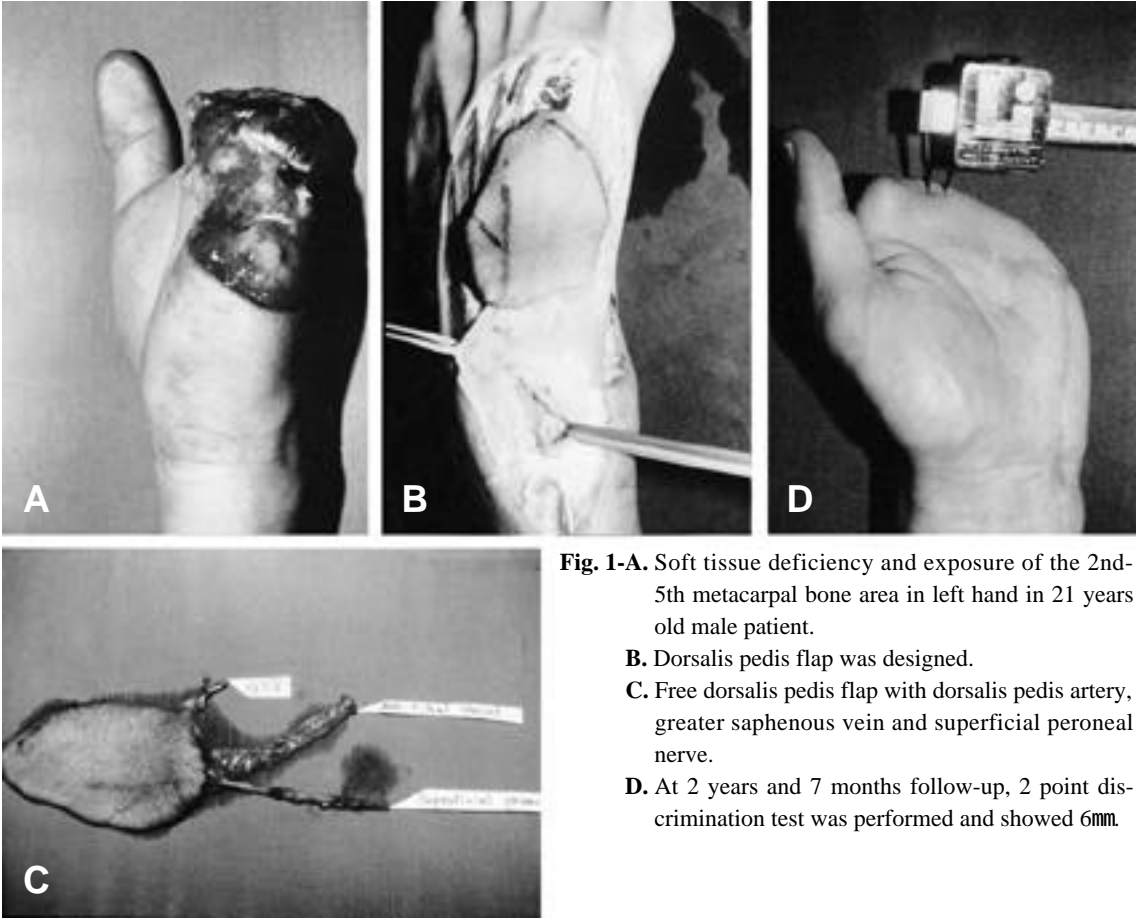 A
B
D
C
Fig. 1-A. Soft tissue deficiency and exposure of the 2nd-
5th metacarpal bone area in left hand in 21 years
old male patient.
B. Dorsalis pedis flap was designed.
C. Free dorsalis pedis flap with dorsalis pedis artery,
greater saphenous vein and superficial peroneal
nerve.
D. At 2 years and 7 months follow-up, 2 point dis-
crimination test was performed and showed 6mm.